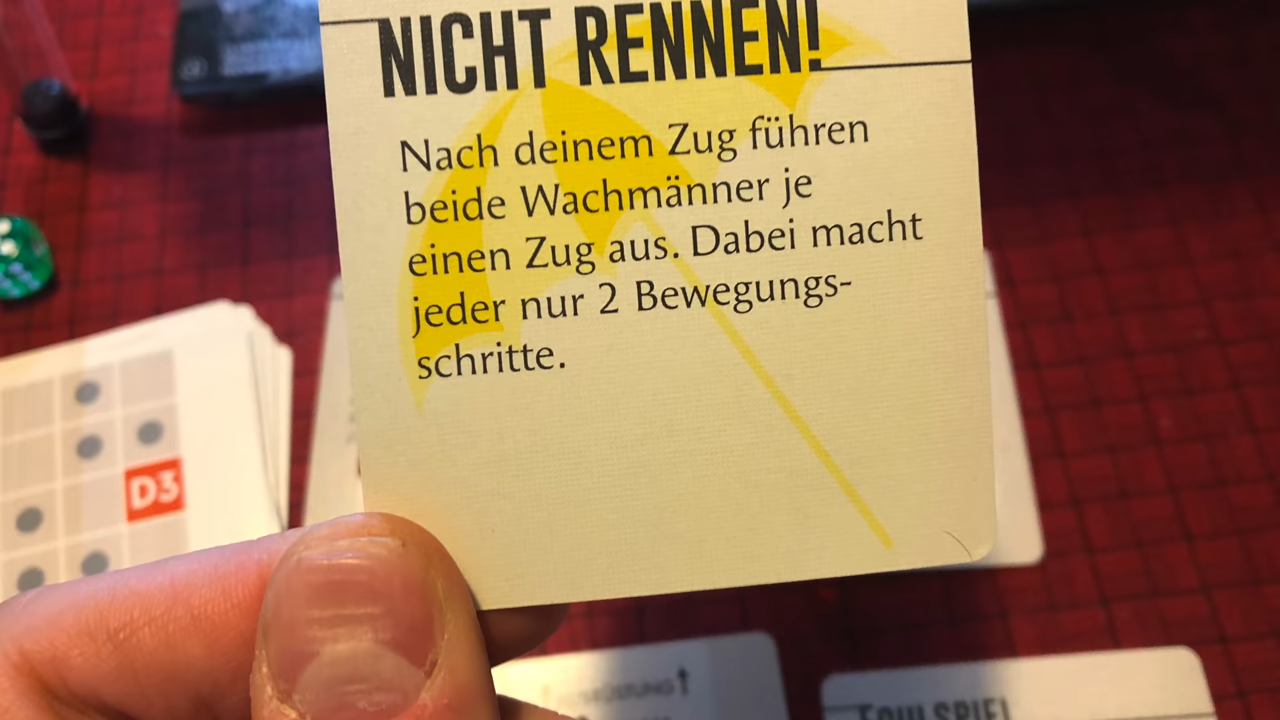 NICHT RENNEN!
Nach deinem Zug führen
beide Wachmänner je
einen Zug aus. Dabei macht
jeder nur 2 Bewegungs-
schritte.
D3